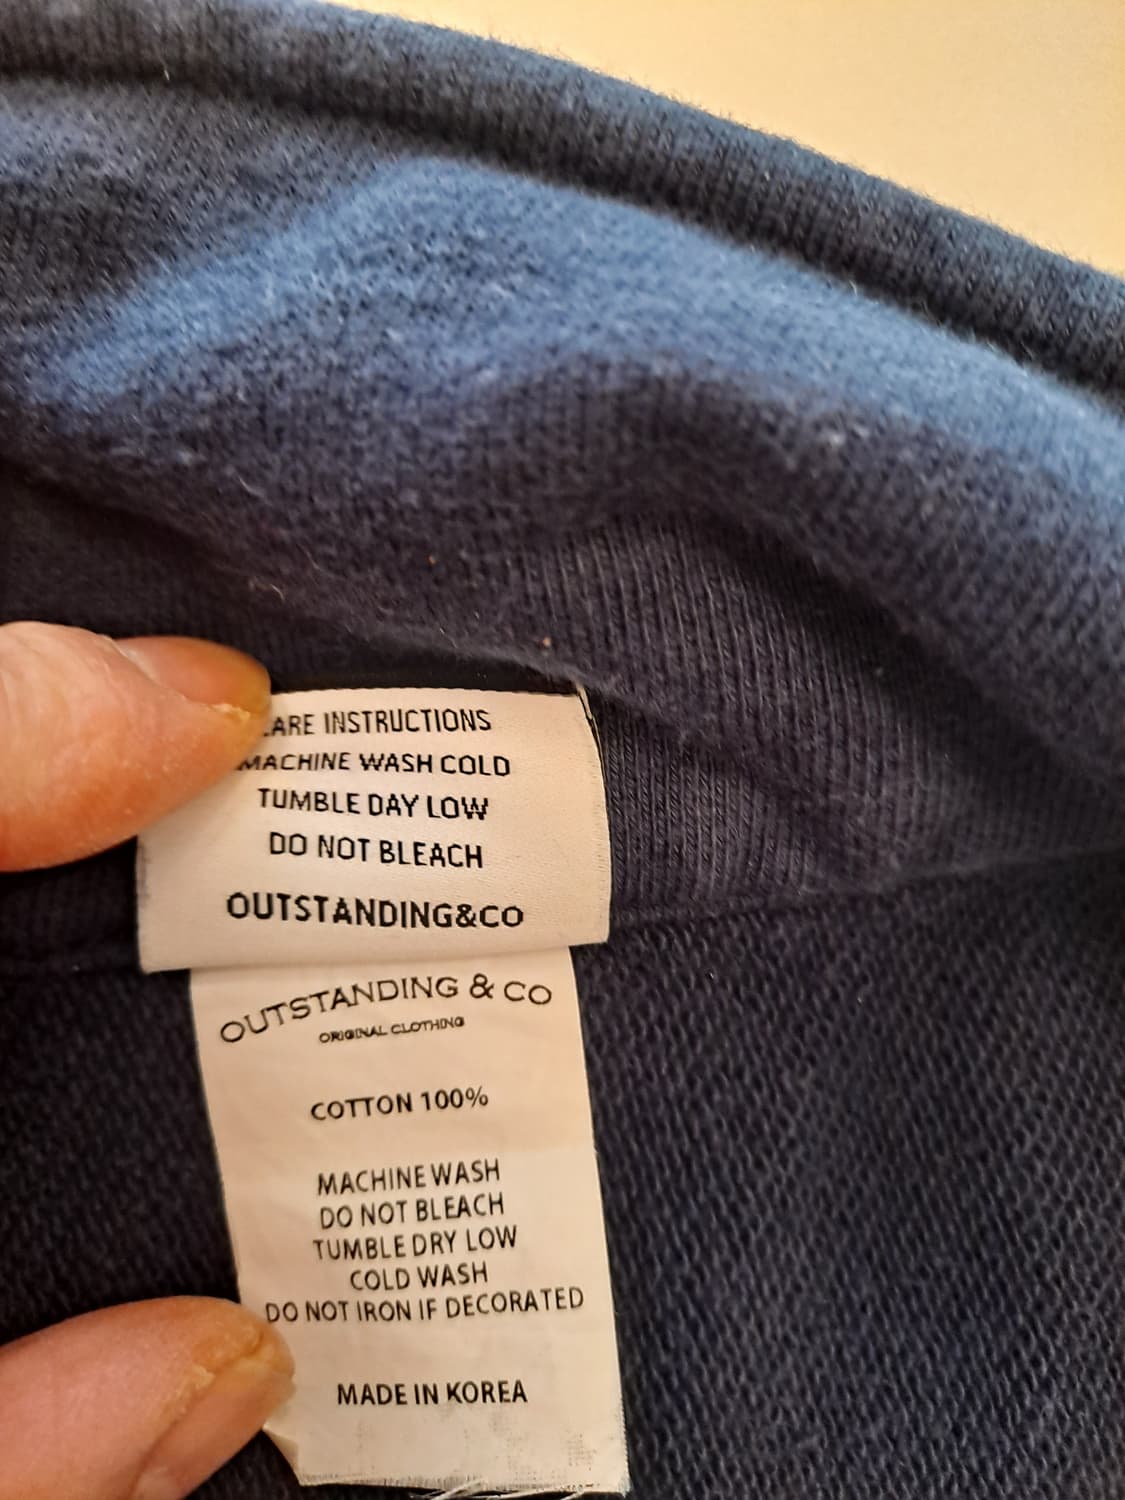 CARE INSTRUCTIONS
MACHINE WASH COLD
TUMBLE DAY LOW
DO NOT BLEACH
OUTSTANDING&CO
OUTSTANDING & CO
ORIGINAL CLOTHING
COTTON 100%
MACHINE WASH
DO NOT BLEACH
TUMBLE DRY LOW
COLD WASH
DO NOT IRON IF DECORATED
MADE IN KOREA